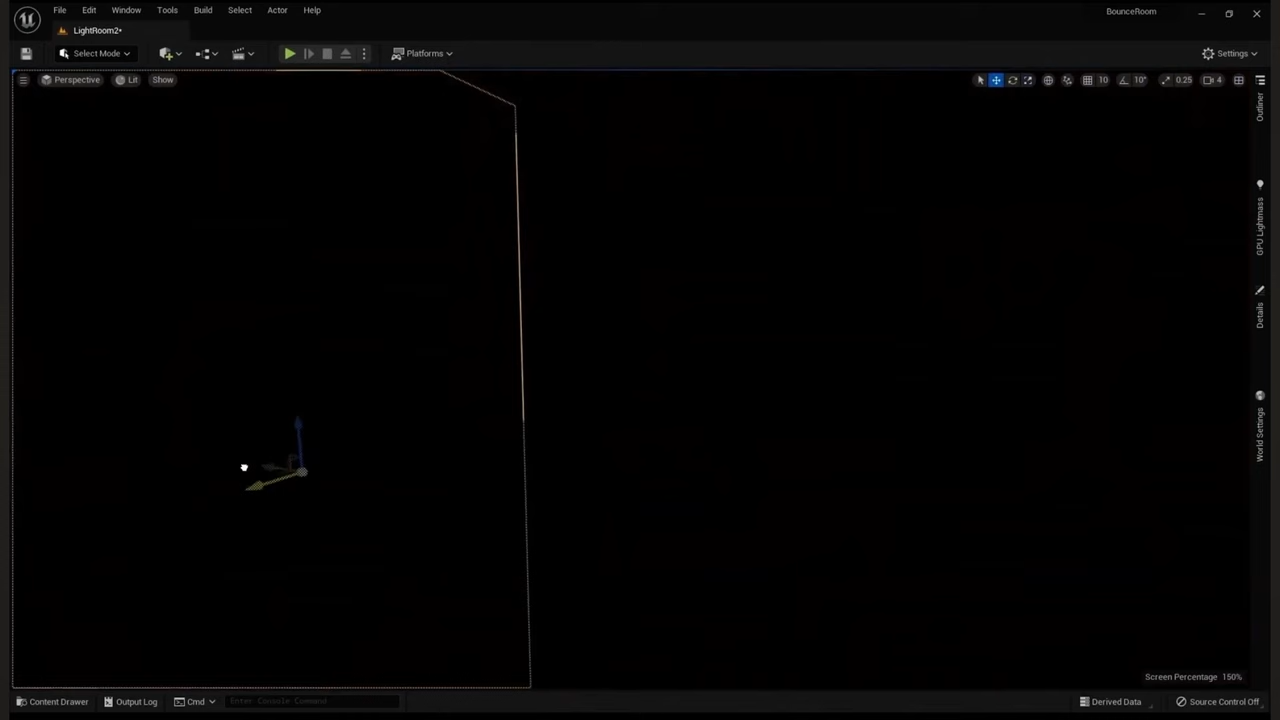 File Edit Window Tools Build Select Actor Help
BounceRoom
LightRoom2•
Select Mode
Platforms
Settings
Perspective
Lit
Show
10
10°
0.25
4
Outliner
GPU Lightmass
Details
World Settings
Screen Percentage 150%
Content Drawer
Output Log
Cmd
Enter Console Command
Derived Data
Source Control Off